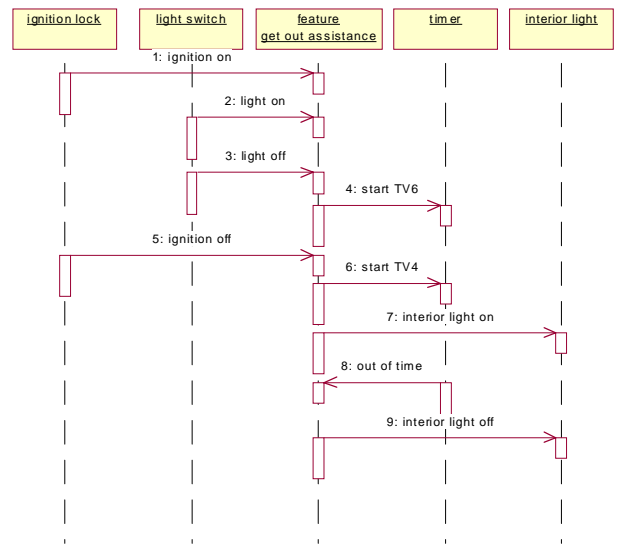 ignition lock
light switch
feature
get out assistance
timer
interior light
1: ignition on
2: light on
3: light off
4: start TV6
5: ignition off
6: start TV4
7: interior light on
8: out of time
9: interior light off